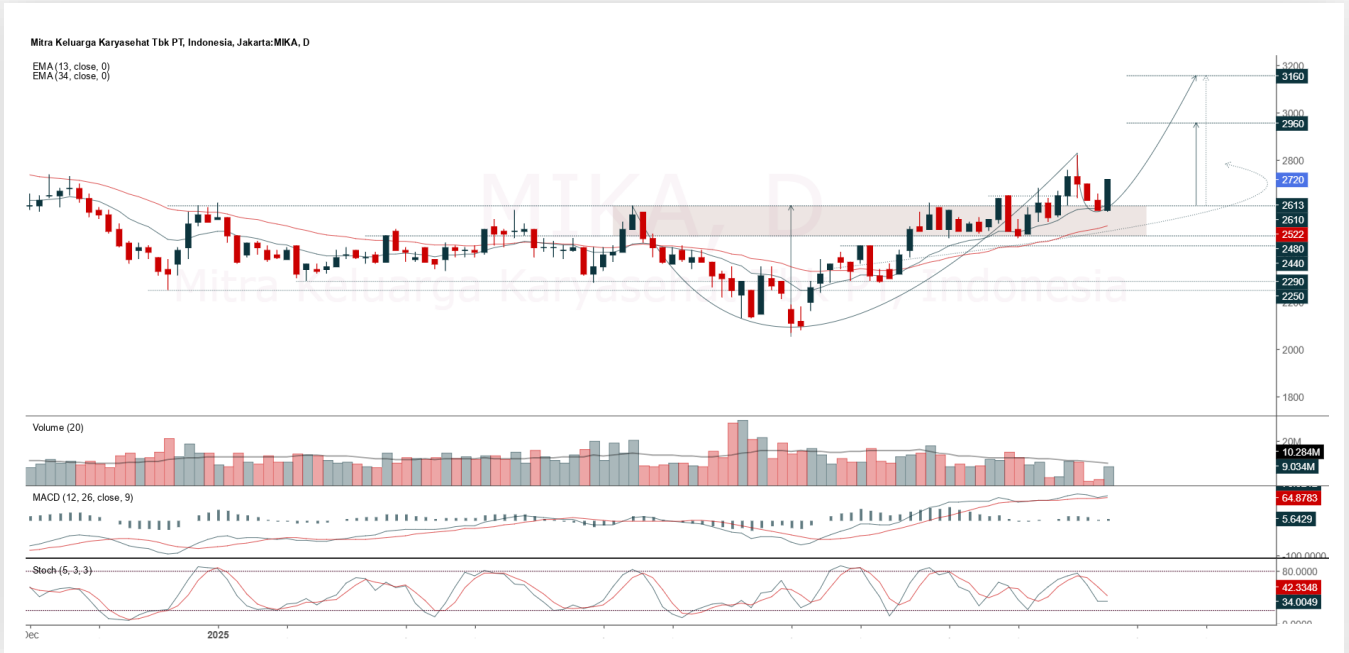 Mitra Keluarga Karyasehat Tbk PT, Indonesia, Jakarta:MIKA, D
EMA (13, close, 0)
EMA (34, close, 0)
MIKA, D
Mitra Keluarga Karyasehat Tbk PT, Indonesia
3200
3160
3000
2960
2800
2720
2613
2610
2522
2480
2440
2290
2250
2000
1800
Volume (20)
20M
10.284M
9.034M
MACD (12, 26, close, 9)
64.8783
5.6429
-100.0000
Stoch (5, 3, 3)
80.0000
42.3348
34.0049
2025